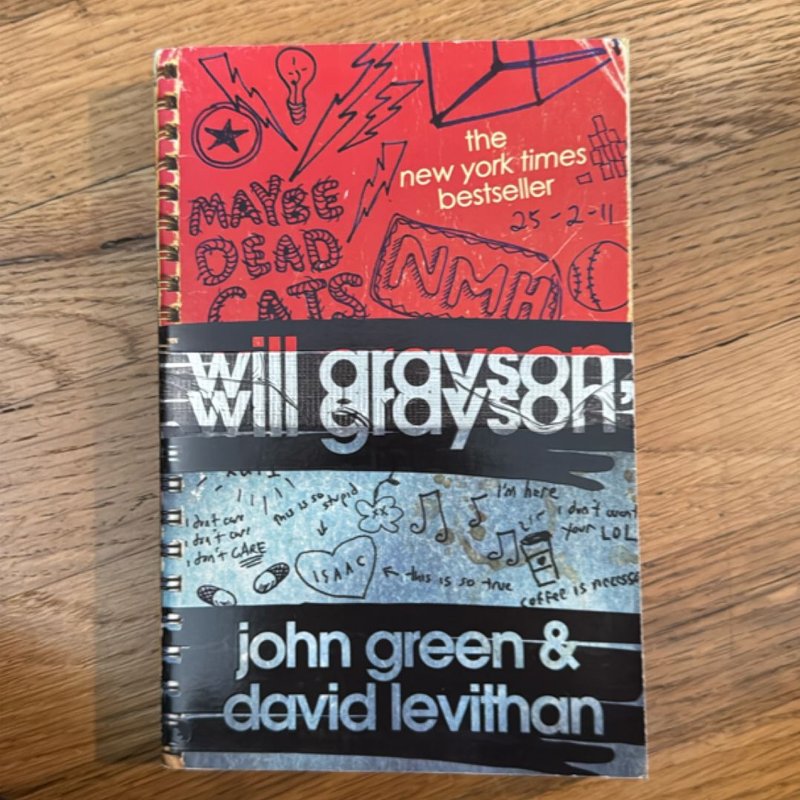 the
new york times
bestseller
25-2-11
MAYBE
DEAD
CATS
NMH
will grayson,
will grayson
I'm here
this is so stupid
i don't care
i don't care
i don't CARE
i don't want
your LOL
ISAAC
this is so true
coffee is necessa
john green &
david levithan